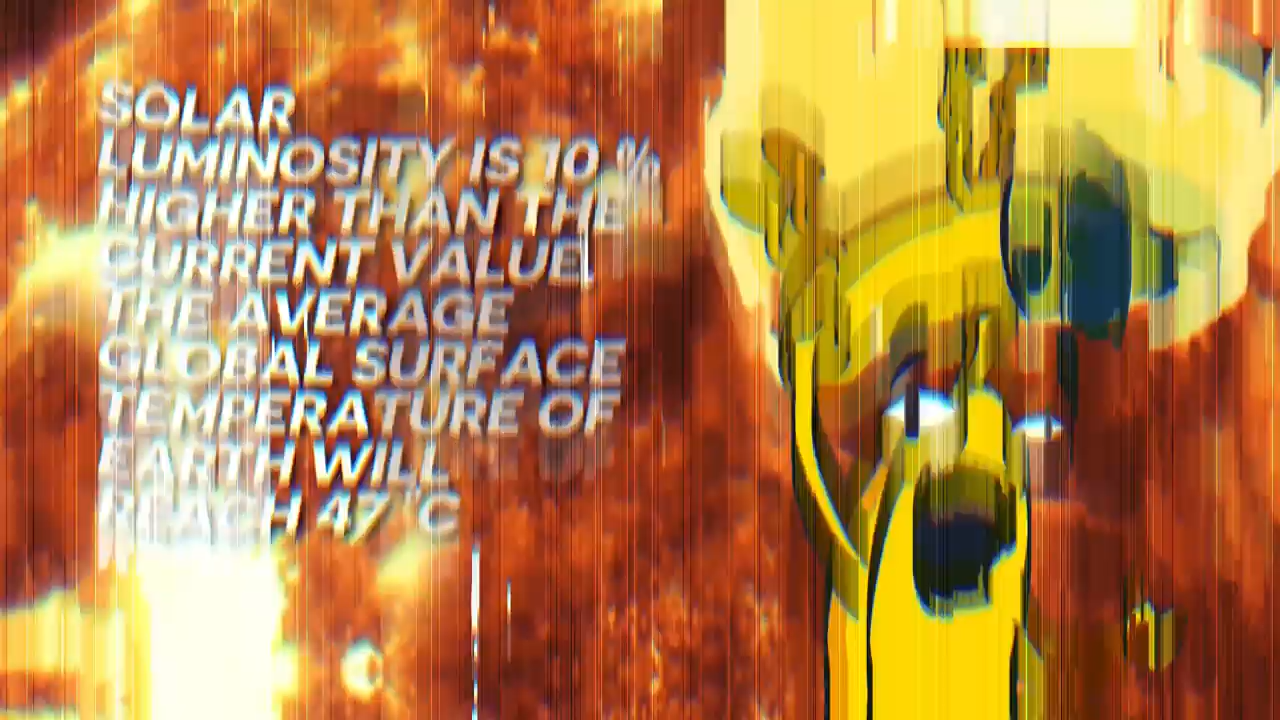 SOLAR
LUMINOSITY IS 10 %
HIGHER THAN THE
CURRENT VALUE.
THE AVERAGE
GLOBAL SURFACE
TEMPERATURE OF
EARTH WILL
REACH 47°C